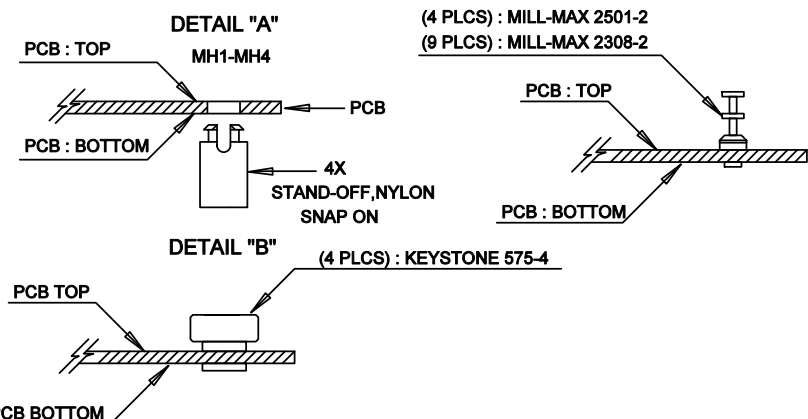 DETAIL "A"
MH1-MH4
PCB : TOP
PCB
PCB : BOTTOM
4X
STAND-OFF,NYLON
SNAP ON
(4 PLCS) : MILL-MAX 2501-2
(9 PLCS) : MILL-MAX 2308-2
PCB : TOP
PCB : BOTTOM
DETAIL "B"
(4 PLCS) : KEYSTONE 575-4
PCB TOP
PCB BOTTOM